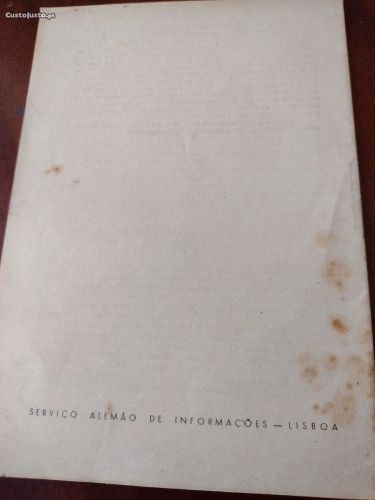 CustoJusto.pt
SERVIÇO ALEMÃO DE INFORMAÇÕES — LISBOA